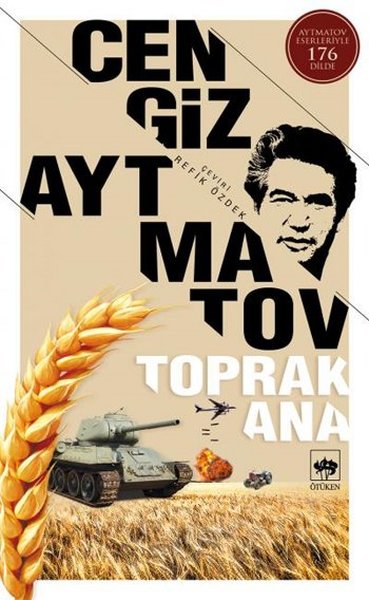 AYTMATOV
ESERLERİYLE
176
DİLDE
CEN
GİZ
AYT
MA
TOV
ÇEVİRİ
REFİK ÖZDEK
TOPRAK
ANA
ÖTÜKEN